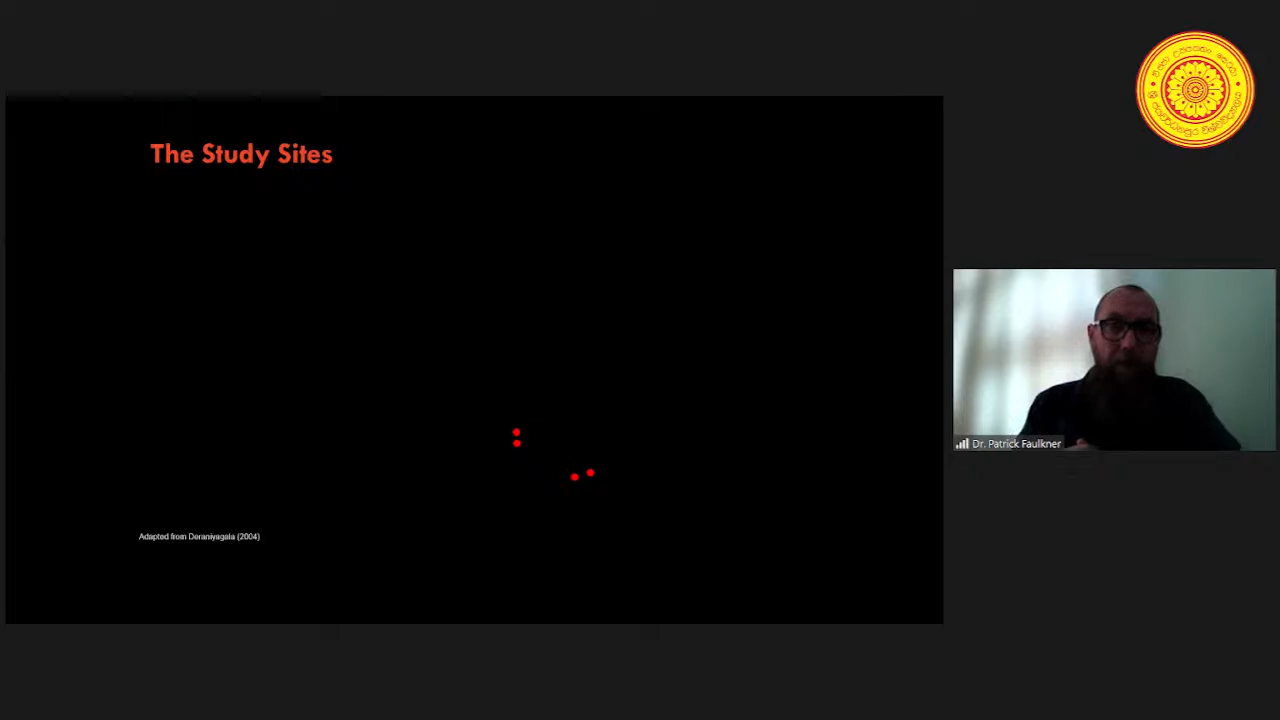 The Study Sites
Adapted from Deraniyagala (2004)
Dr. Patrick Faulkner